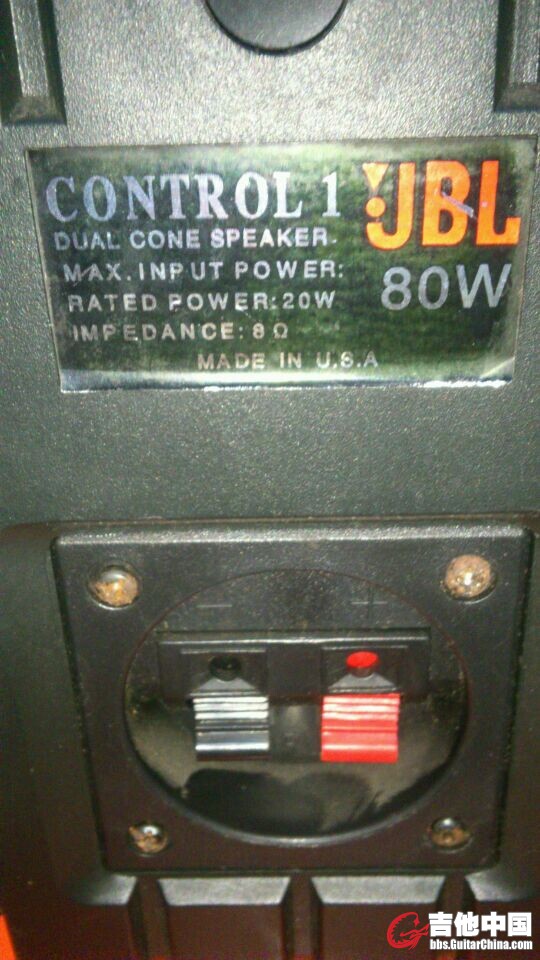 CONTROL 1
JBL
DUAL CONE SPEAKER
MAX. INPUT POWER:
80W
RATED POWER: 20W
IMPEDANCE: 8 Ω
MADE IN U.S.A
− +
吉他中国
bbs.GuitarChina.com